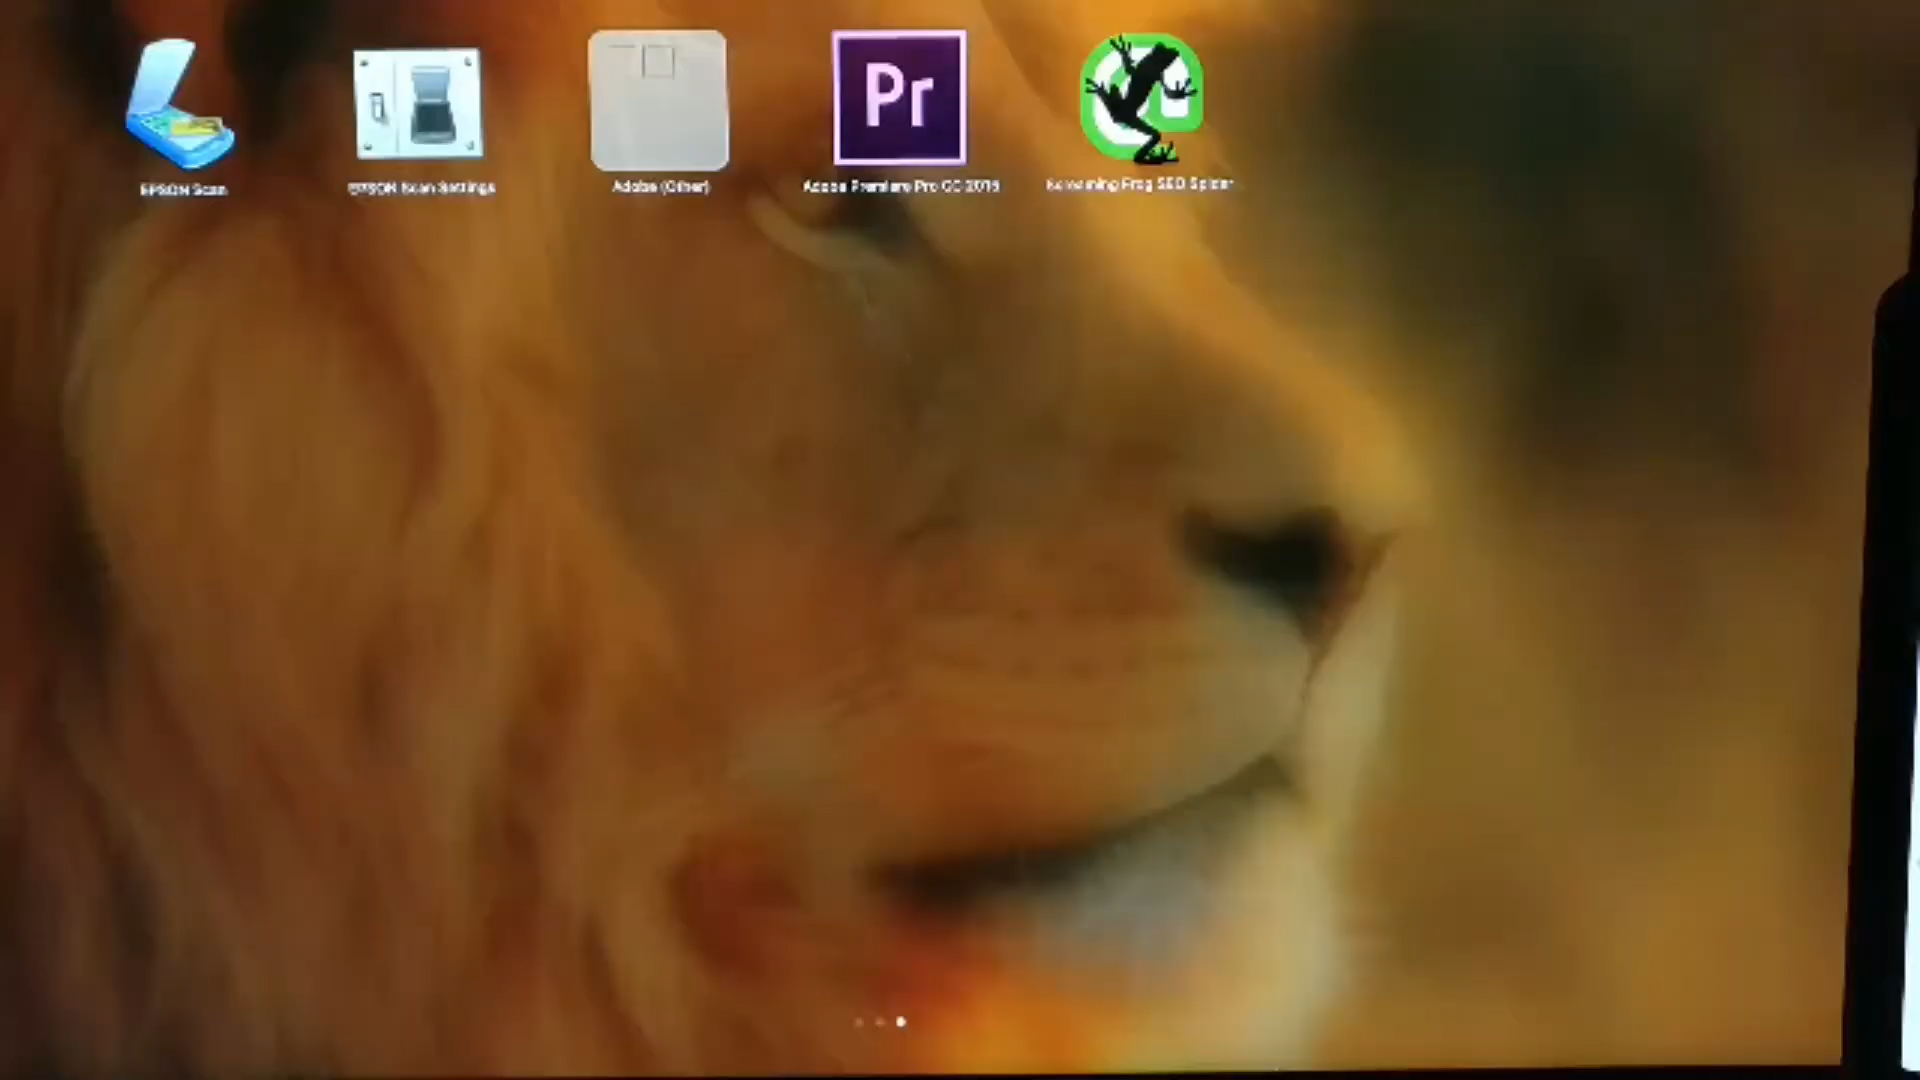 EPSON Scan
EPSON Scan Settings
Adobe (Other)
Pr
Adobe Premiere Pro CC 2015
Screaming Frog SEO Spider